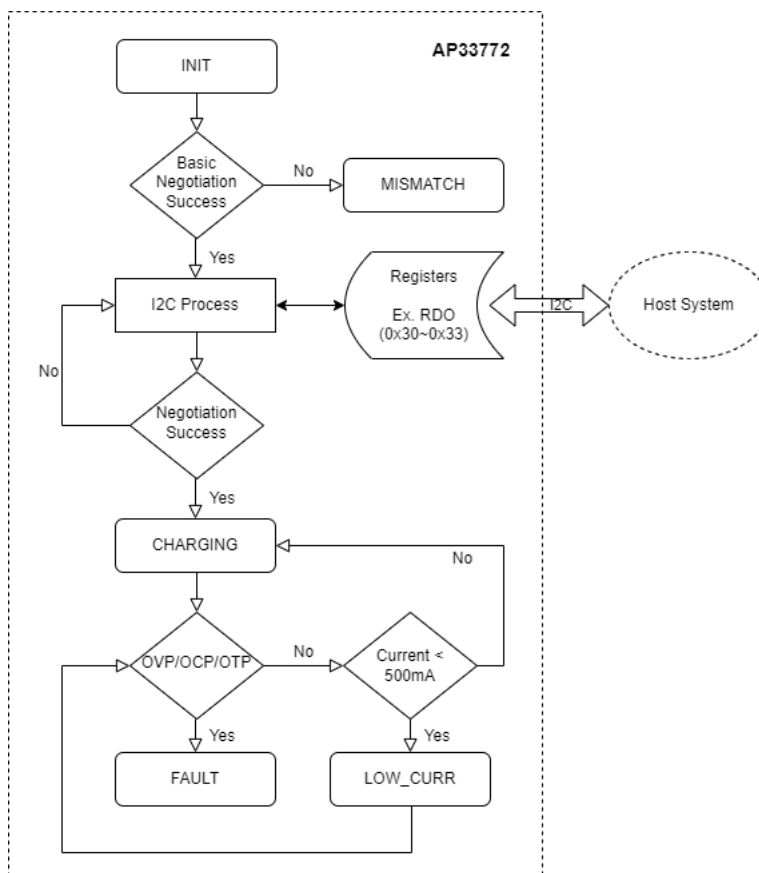 AP33772
INIT
Basic
Negotiation
Success
No
MISMATCH
Yes
I2C Process
Registers
Ex. RDO
(0x30~0x33)
I2C
Host System
No
Negotiation
Success
Yes
CHARGING
No
OVP/OCP/OTP
No
Current <
500mA
Yes
Yes
FAULT
LOW_CURR